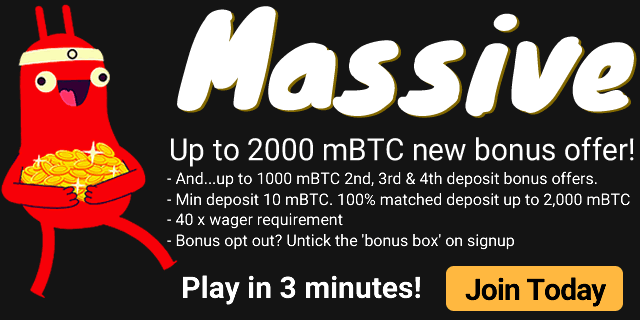 Massive
Up to 2000 mBTC new bonus offer!
- And...up to 1000 mBTC 2nd, 3rd & 4th deposit bonus offers.
- Min deposit 10 mBTC. 100% matched deposit up to 2,000 mBTC
- 40 x wager requirement
- Bonus opt out? Untick the 'bonus box' on signup
Play in 3 minutes!
Join Today